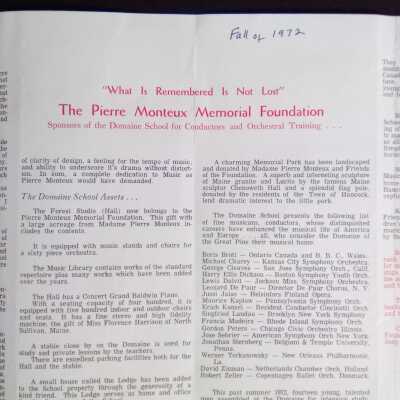 Fall of 1972
"What Is Remembered Is Not Lost"
The Pierre Monteux Memorial Foundation
Sponsors of the Domaine School for Conductors and Orchestral Training . . . .
of clarity of design, a feeling for the tempo of music,
and ability to underscore it's drama without distort-
ion. In sum, a complete dedication to Music as
Pierre Monteux would have demanded.
The Domaine School Assets . . .
The Forest Studio (Hall) now belongs to the
Pierre Monteux Memorial Foundation. This gift with
a large acreage from Madame Pierre Monteux in-
cludes the contents.
It is equipped with music stands and chairs for
a sixty piece orchestra.
The Music Library contains works of the standard
repertoire plus many works which have been added
over the years.
The Hall has a Concert Grand Baldwin Piano.
With a seating capacity of four hundred, it is
equipped with five hundred indoor and outdoor chairs
and seats. It has a fine stereo and high fidelity
machine, the gift of Miss Florence Harrison of North
Sullivan, Maine.
A stable close by on the Domaine is used for
study and private lessons by the teachers.
There are excellent parking facilities both for the
Hall and the stable.
A small house called the Lodge has been added
to the School property through the generosity of a
kind friend. This Lodge serves as home and office
A charming Memorial Park has been landscaped
and donated by Madame Pierre Monteux and Friends
of the Foundation. A superb and interesting sculpture
of Maine granite and Lucite by the famous Maine
sculptor Chenoweth Hall and a splendid flag pole,
donated by the residents of the Town of Hancock,
lend dramatic interest to the little park.
The Domaine School presents the following list
of fine musicians, conductors, whose distinguished
careers have enhanced the musical life of America
and Europe . . . all, who consider the Domaine of
the Great Pine their musical home.
Boris Brott — Ontario Canada and B. B. C., Wales.
Michael Charry — Kansas City Symphony Orchestra.
George Cleaves — San Jose Symphony Orch., Calif.
Harry Ellis Dickson — Boston Symphony Youth Orch.
Lewis Dalvit — Jackson Miss Symphony Orchestra.
Leonard De Paur — Director De Paur Chorus, N. Y.
Jussi Jalas — Helsinfors Finland Opera.
Maurice Kaplow — Pennsylvania Symphony Orch.
Erich Kunzel — Resident Conductor Cincinatti Orch.
Siegfried Landau — Brooklyn New York Symphony
Francis Madeira — Rhode Island Symphony Orch.
Gordon Peters — Chicago Civic Orchestra Illinois.
Jose Serbrier — American Symphony New York
Jonathan Sternberg — Belgium & Temple University,
Penna.
Werner Torkanowsky — New Orleans Philharmonic,
La.
David Zinman — Netherlands Chamber Orch. Holland
Robert Zeller — Copenhagen Ballet Orch. Denmark.
This past summer 1972, fourteen young, talented